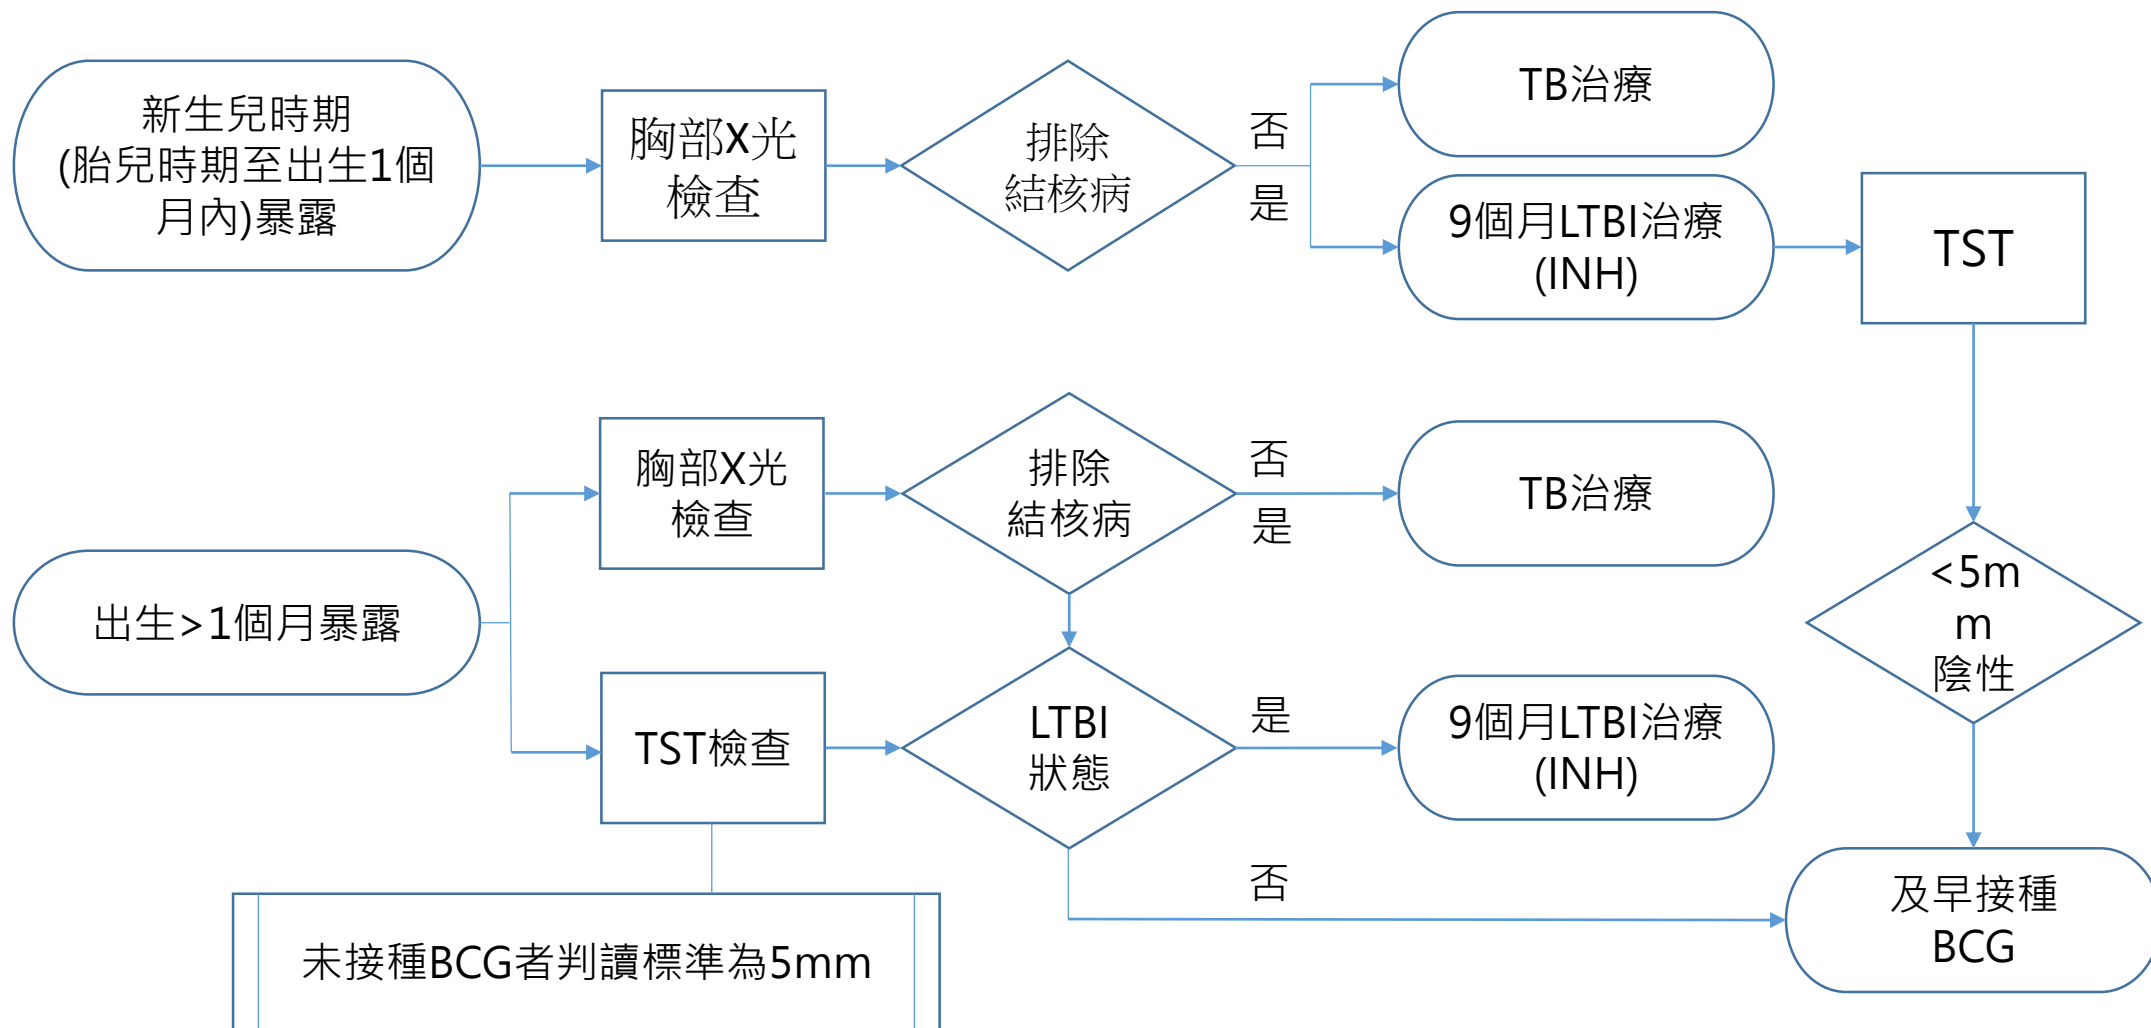 新生兒時期
(胎兒時期至出生1個
月內)暴露
胸部X光
檢查
排除
結核病
否
是
TB治療
9個月LTBI治療
(INH)
TST
胸部X光
檢查
排除
結核病
否
是
TB治療
<5m
m
陰性
出生>1個月暴露
TST檢查
LTBI
狀態
是
9個月LTBI治療
(INH)
否
及早接種
BCG
未接種BCG者判讀標準為5mm